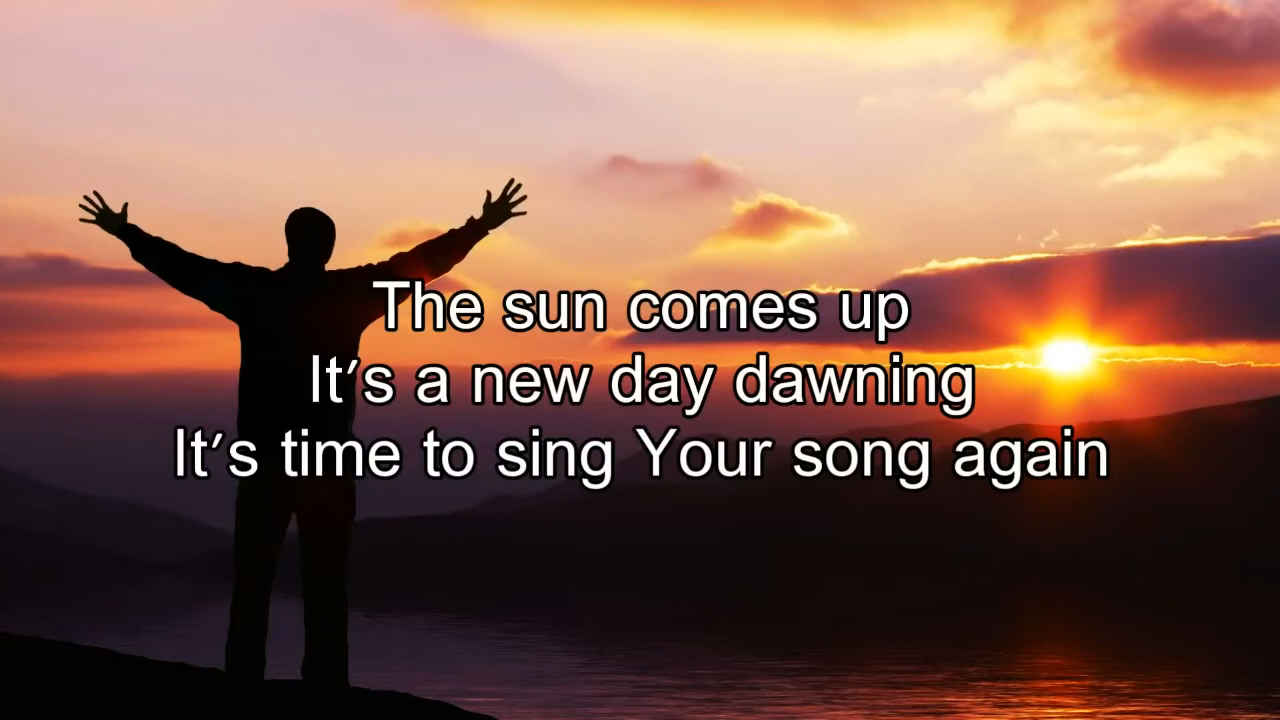 The sun comes up
It's a new day dawning
It's time to sing Your song again